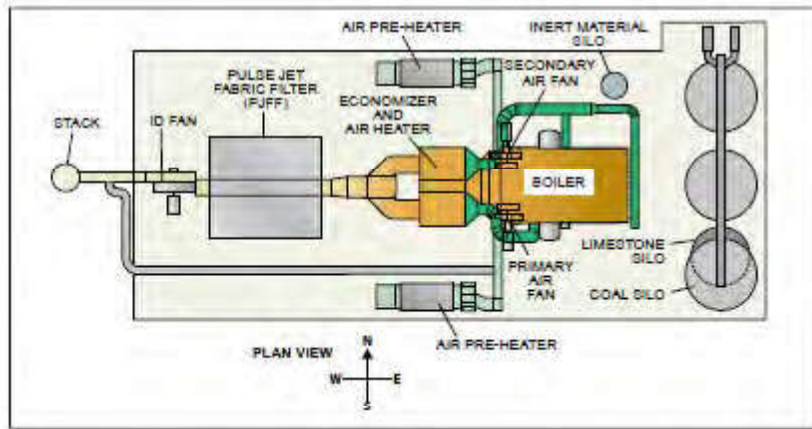 AIR PRE-HEATER
INERT MATERIAL
SILO
SECONDARY
AIR FAN
PULSE JET
FABRIC FILTER
(PJFF)
ECONOMIZER
AND
AIR HEATER
ID FAN
STACK
BOILER
LIMESTONE
SILO
COAL SILO
PRIMARY
AIR
FAN
AIR PRE-HEATER
PLAN VIEW
N
W
E
S